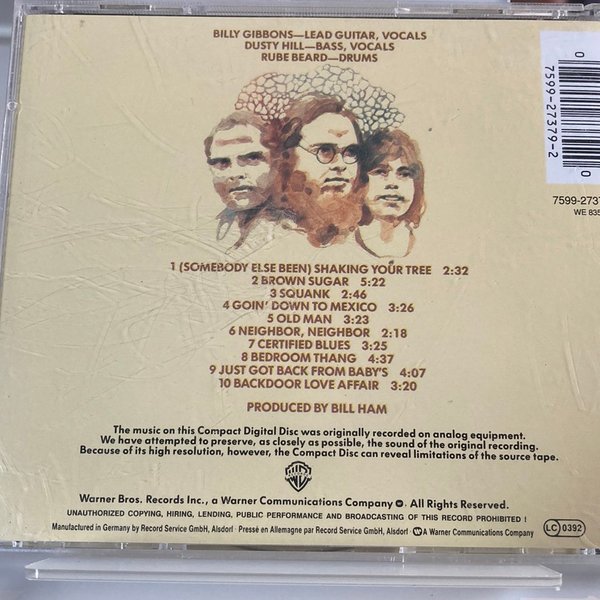 BILLY GIBBONS—LEAD GUITAR, VOCALS
DUSTY HILL—BASS, VOCALS
RUBE BEARD—DRUMS
0
7599-27379-2
0
7599-2737
WE 835
1 (SOMEBODY ELSE BEEN) SHAKING YOUR TREE 2:32
2 BROWN SUGAR 5:22
3 SQUANK 2:46
4 GOIN' DOWN TO MEXICO 3:26
5 OLD MAN 3:23
6 NEIGHBOR, NEIGHBOR 2:18
7 CERTIFIED BLUES 3:25
8 BEDROOM THANG 4:37
9 JUST GOT BACK FROM BABY'S 4:07
10 BACKDOOR LOVE AFFAIR 3:20
PRODUCED BY BILL HAM
The music on this Compact Digital Disc was originally recorded on analog equipment.
We have attempted to preserve, as closely as possible, the sound of the original recording.
Because of its high resolution, however, the Compact Disc can reveal limitations of the source tape.
Warner Bros. Records Inc., a Warner Communications Company. All Rights Reserved.
UNAUTHORIZED COPYING, HIRING, LENDING, PUBLIC PERFORMANCE AND BROADCASTING OF THIS RECORD PROHIBITED !
Manufactured in Germany by Record Service GmbH, Alsdorf · Pressé en Allemagne par Record Service GmbH, Alsdorf · A Warner Communications Company
LC 0392